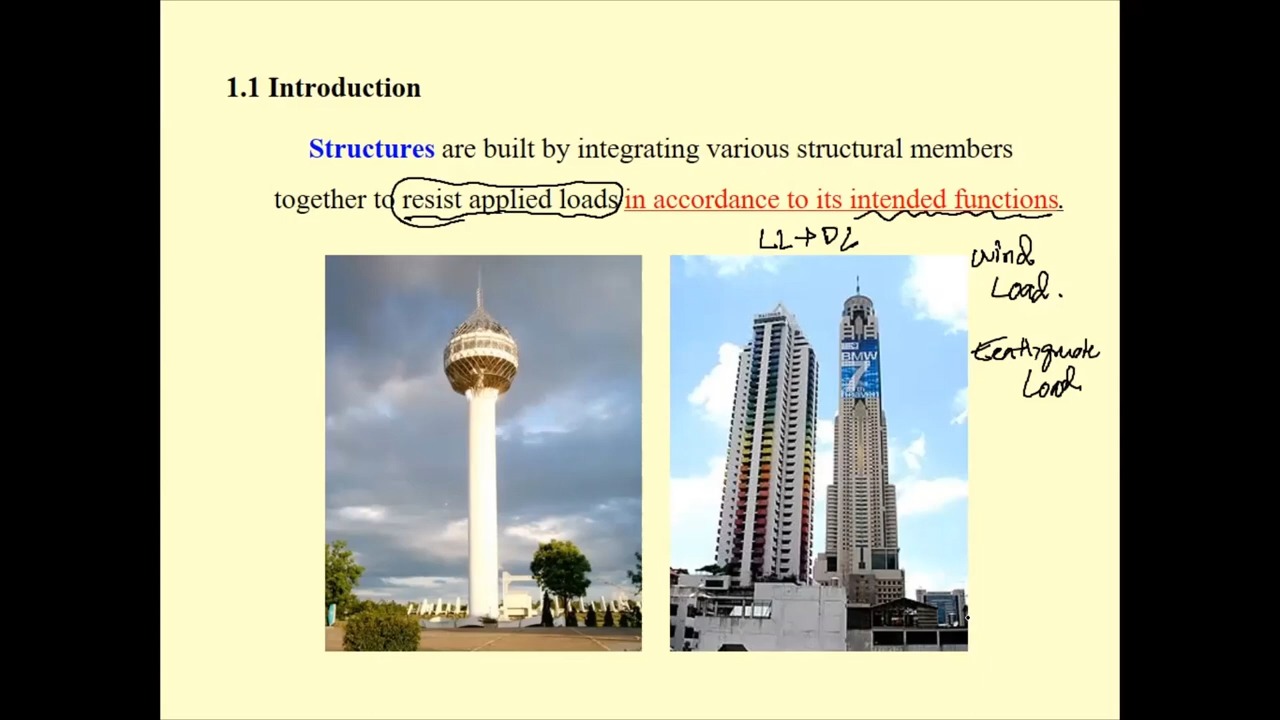 1.1 Introduction
Structures are built by integrating various structural members
together to resist applied loads in accordance to its intended functions.
LL→DL
Wind
Load.
Earthquake
Load
BMW
7